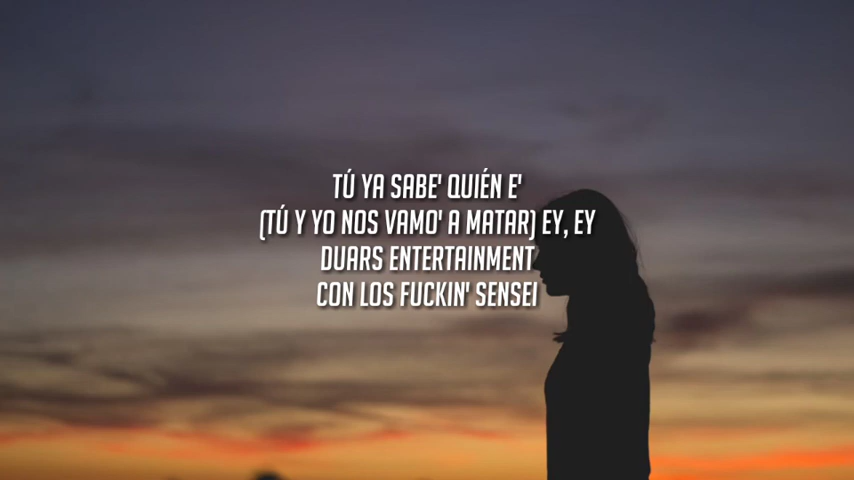 TÚ YA SABE' QUIÉN E'
(TÚ Y YO NOS VAMO' A MATAR) EY, EY
DUARS ENTERTAINMENT
CON LOS FUCKIN' SENSEI